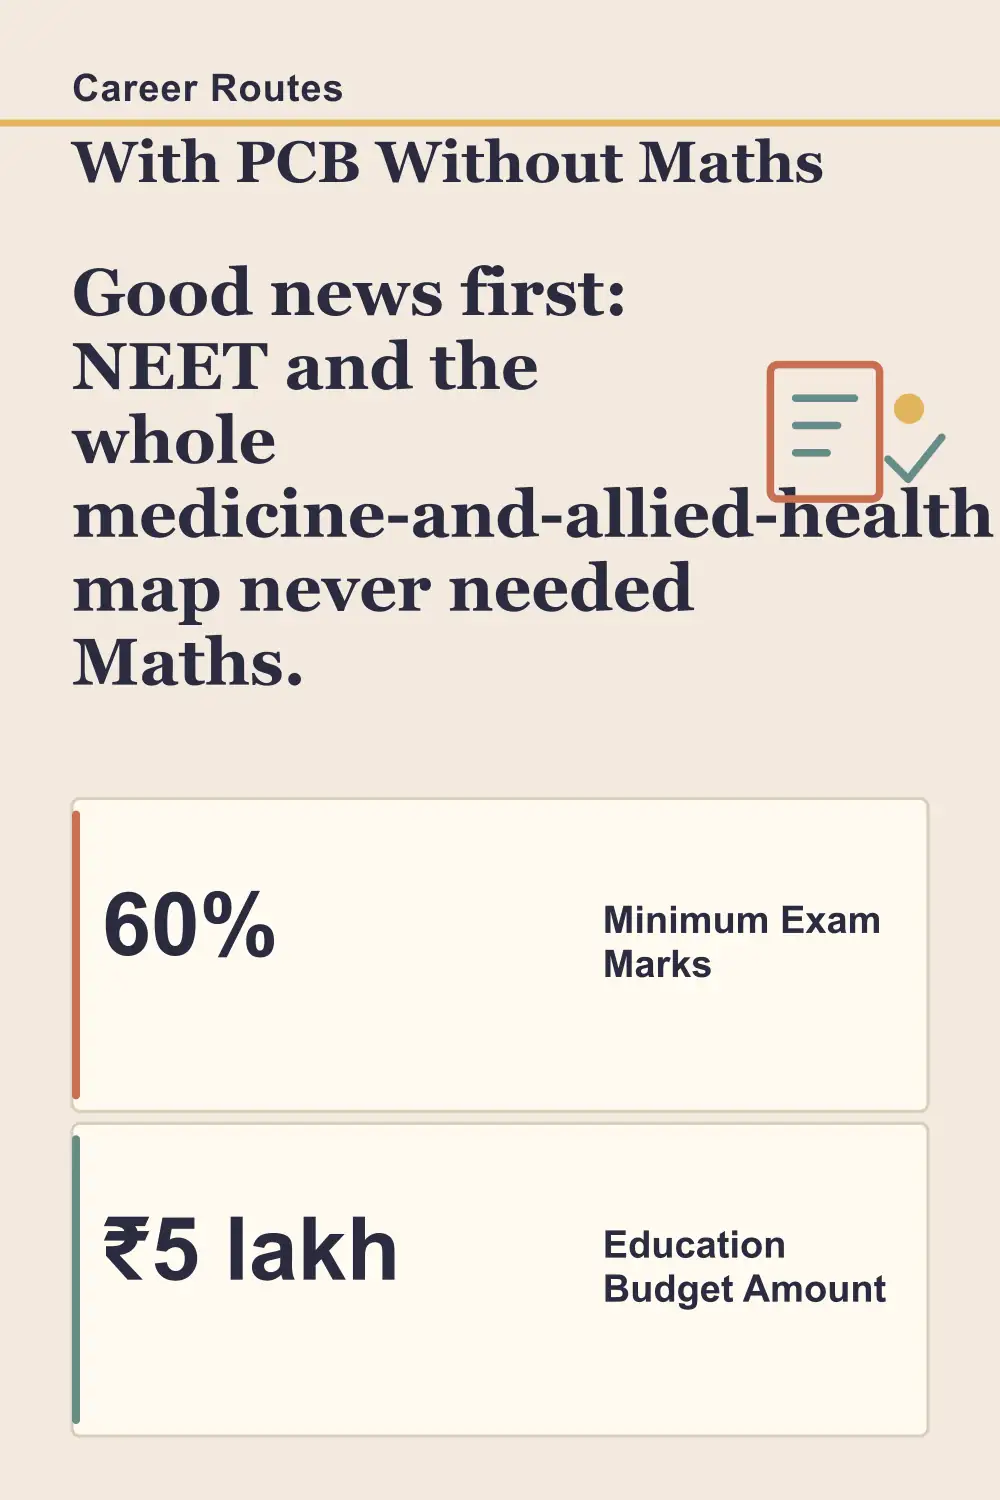 Career Routes
With PCB Without Maths
Good news first:
NEET and the
whole
medicine-and-allied-health
map never needed
Maths.
60%
Minimum Exam
Marks
₹5 lakh
Education
Budget Amount